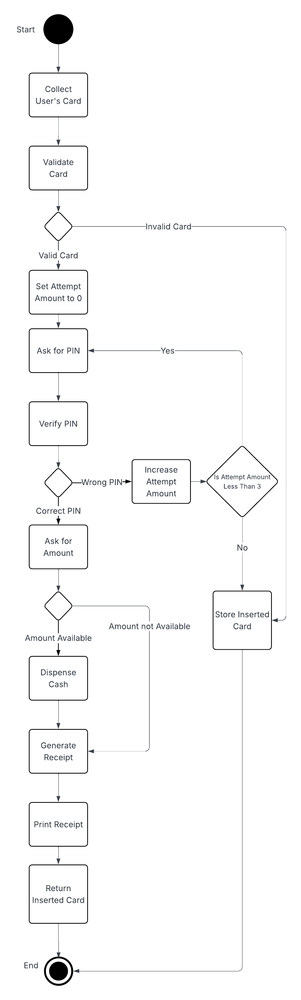 Start
Collect
User's Card
Validate
Card
Invalid Card
Valid Card
Set Attempt
Amount to 0
Ask for PIN
Yes
Verify PIN
Wrong PIN
Increase
Attempt
Amount
Is Attempt Amount
Less Than 3
Correct PIN
Ask for
Amount
No
Amount not Available
Amount Available
Store Inserted
Card
Dispense
Cash
Generate
Receipt
Print Receipt
Return
Inserted Card
End